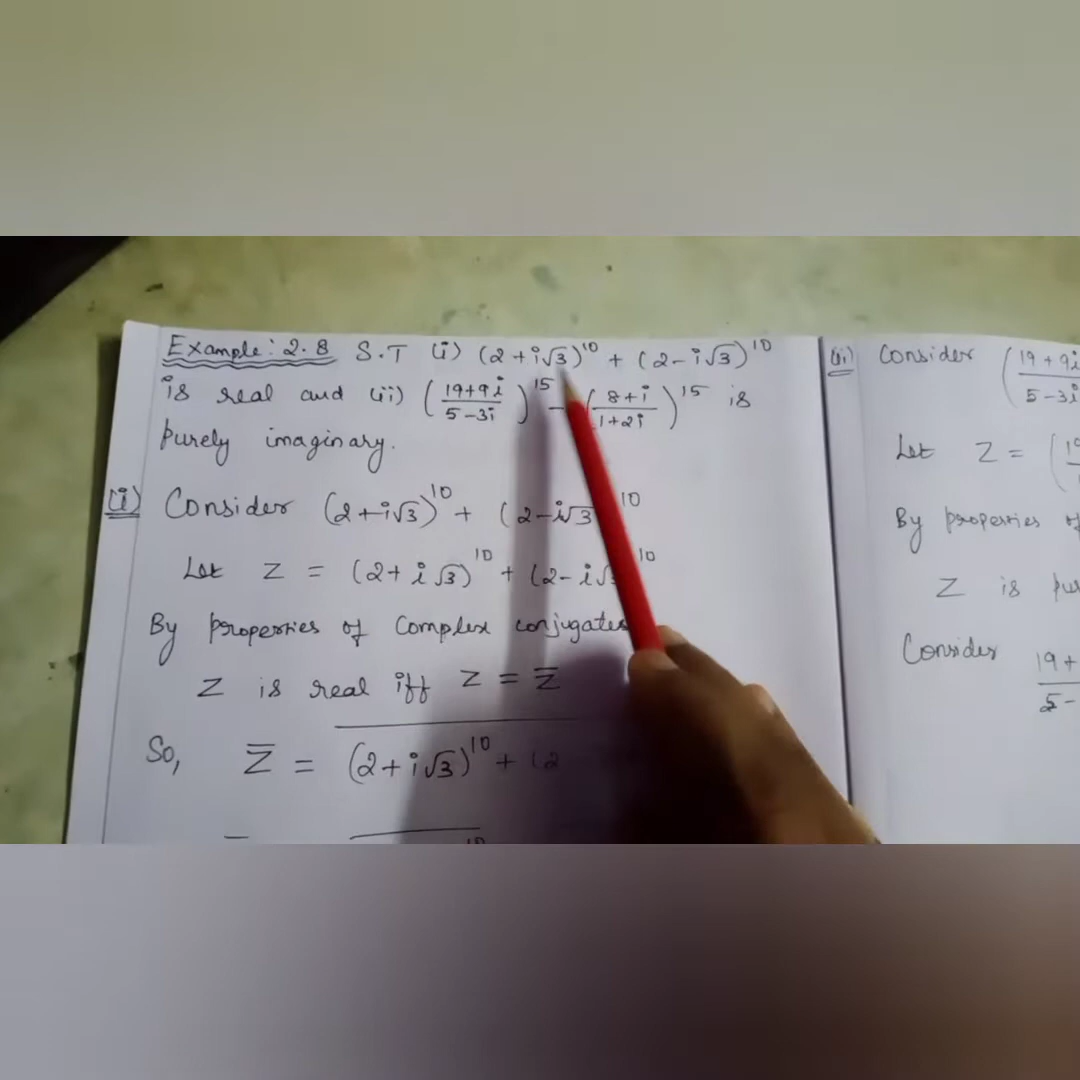 Example: 2.8 S.T (i) (2+i√3)^10 + (2-i√3)^10
is real and (ii) ((19+9i)/(5-3i))^15 - ((8+i)/(1+2i))^15 is
purely imaginary.
(i) Consider (2+i√3)^10 + (2-i√3)^10
Let Z = (2+i√3)^10 + (2-i√ )^10
By properties of Complex conjugates
Z is real iff Z = Z̅
So, Z̅ = (2+i√3)^10 + (2
(ii) Consider (19+9i / 5-3i
Let Z = (
By properties
Z is
Consider 19+ / 5-